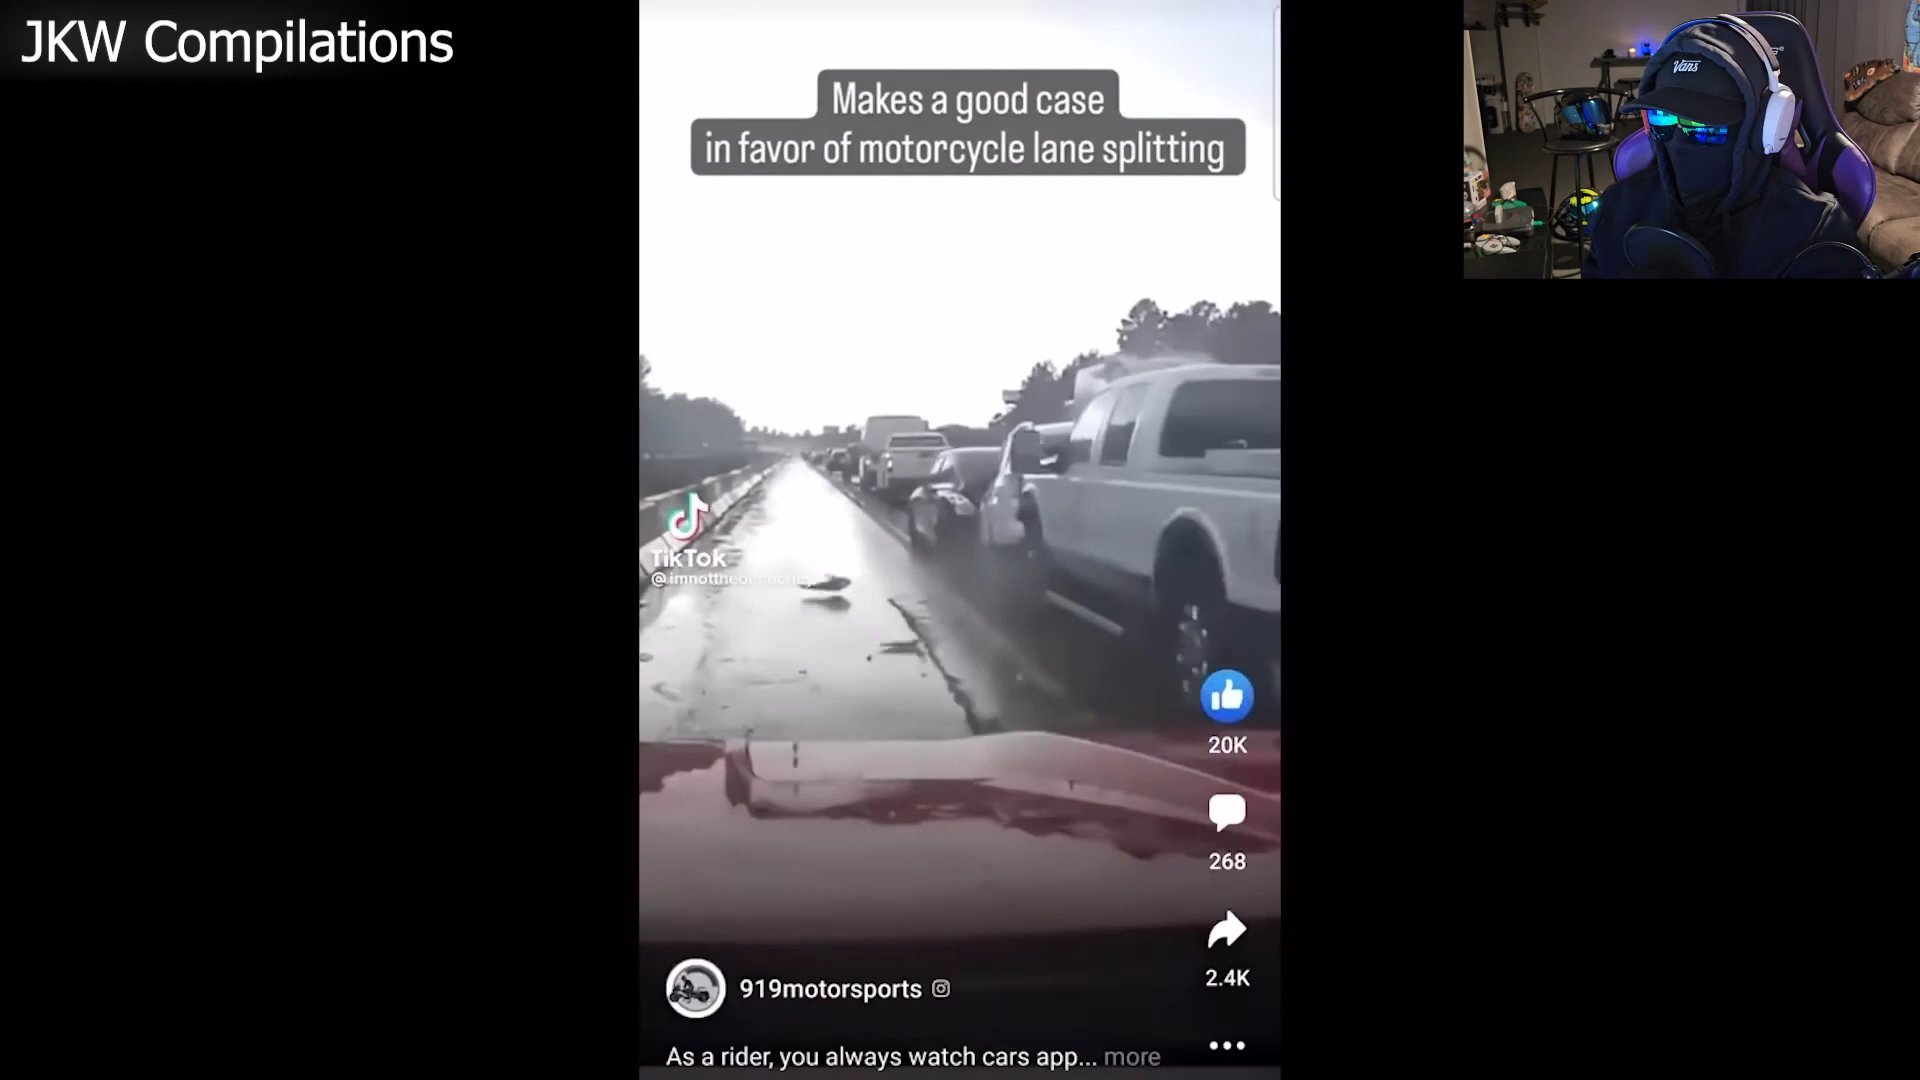 JKW Compilations
Vans
Makes a good case
in favor of motorcycle lane splitting
TikTok
20K
268
2.4K
919motorsports
As a rider, you always watch cars app... more